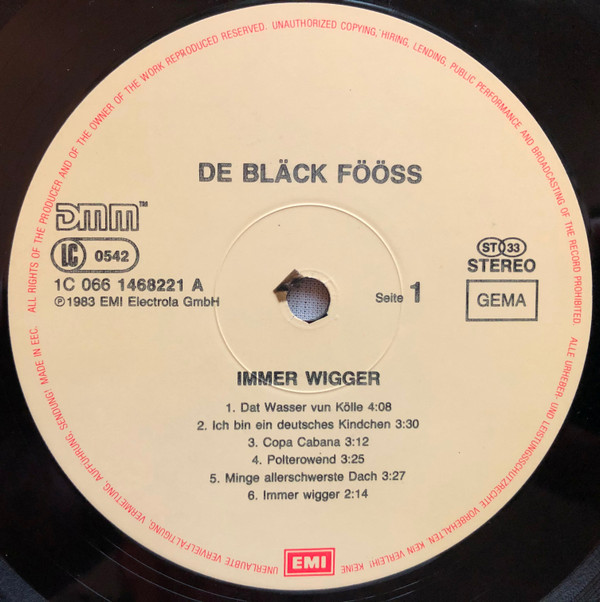 ALL RIGHTS OF THE PRODUCER AND OF THE OWNER OF THE WORK REPRODUCED RESERVED. UNAUTHORIZED COPYING, HIRING, LENDING, PUBLIC PERFORMANCE AND BROADCASTING OF THE RECORD PROHIBITED.
DE BLÄCK FÖÖSS
DMM™
LC 0542
1C 066 1468221 A
℗1983 EMI Electrola GmbH
Seite 1
ST 33
STEREO
GEMA
IMMER WIGGER
1. Dat Wasser vun Kölle 4:08
2. Ich bin ein deutsches Kindchen 3:30
3. Copa Cabana 3:12
4. Polterowend 3:25
5. Minge allerschwerste Dach 3:27
6. Immer wigger 2:14
ALLE URHEBER- UND LEISTUNGSSCHUTZRECHTE VORBEHALTEN. KEIN VERLEIH! KEINE UNERLAUBTE VERVIELFÄLTIGUNG, VERMIETUNG, AUFFÜHRUNG, SENDUNG! MADE IN EEC.
EMI